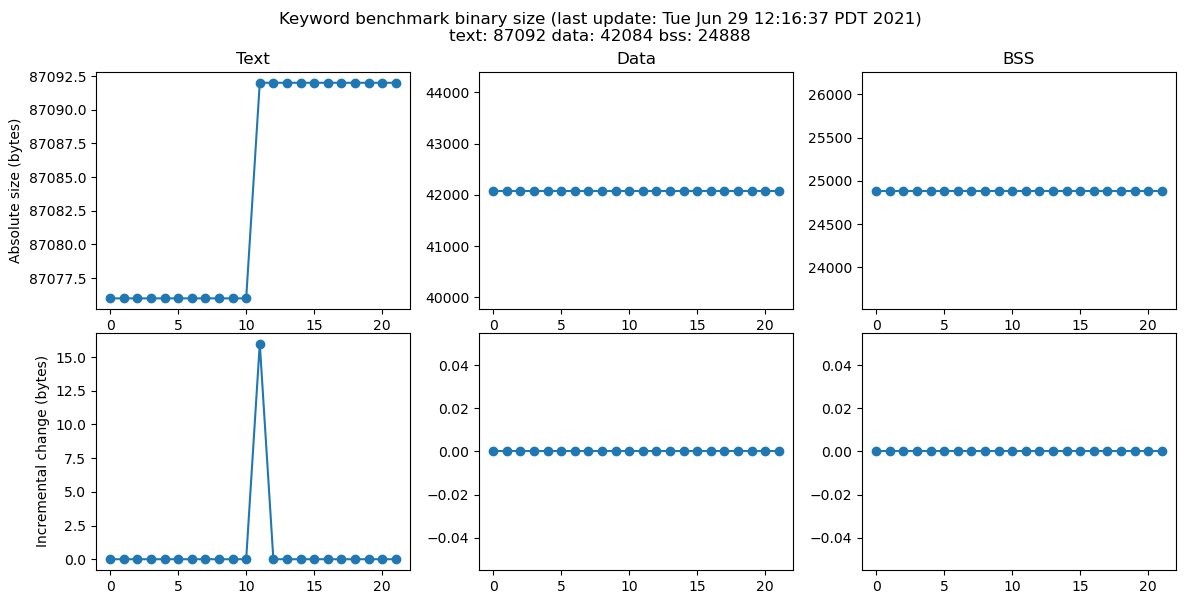 Keyword benchmark binary size (last update: Tue Jun 29 12:16:37 PDT 2021)
text: 87092 data: 42084 bss: 24888
Text
Absolute size (bytes)
87092.5
87090.0
87087.5
87085.0
87082.5
87080.0
87077.5
0 5 10 15 20
Data
44000
43000
42000
41000
40000
0 5 10 15 20
BSS
26000
25500
25000
24500
24000
0 5 10 15 20
Incremental change (bytes)
15.0
12.5
10.0
7.5
5.0
2.5
0.0
0 5 10 15 20
0.04
0.02
0.00
−0.02
−0.04
0 5 10 15 20
0.04
0.02
0.00
−0.02
−0.04
0 5 10 15 20